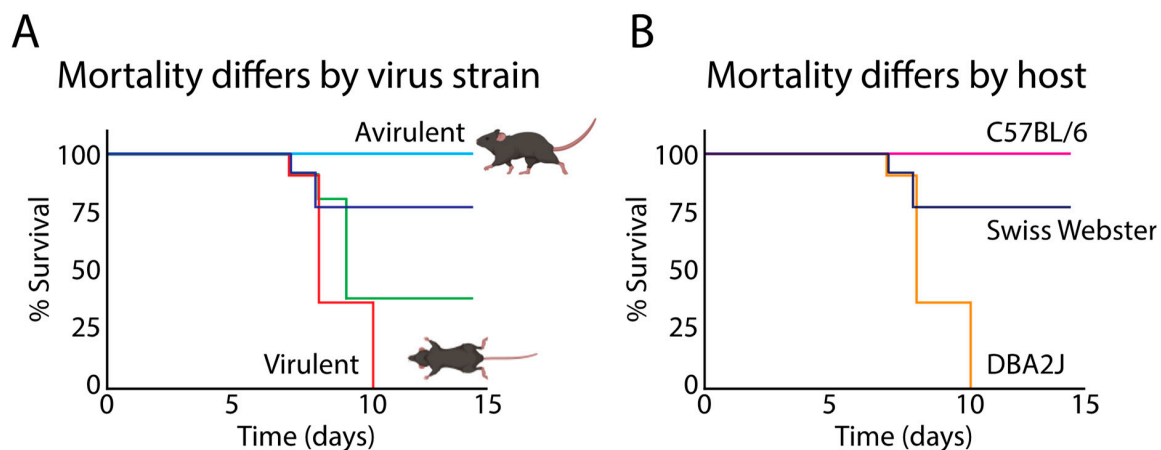 A
Mortality differs by virus strain
Avirulent
100
75
50
25
0
% Survival
Virulent
0 5 10 15
Time (days)
B
Mortality differs by host
C57BL/6
100
75
50
25
0
% Survival
Swiss Webster
DBA2J
0 5 10 15
Time (days)